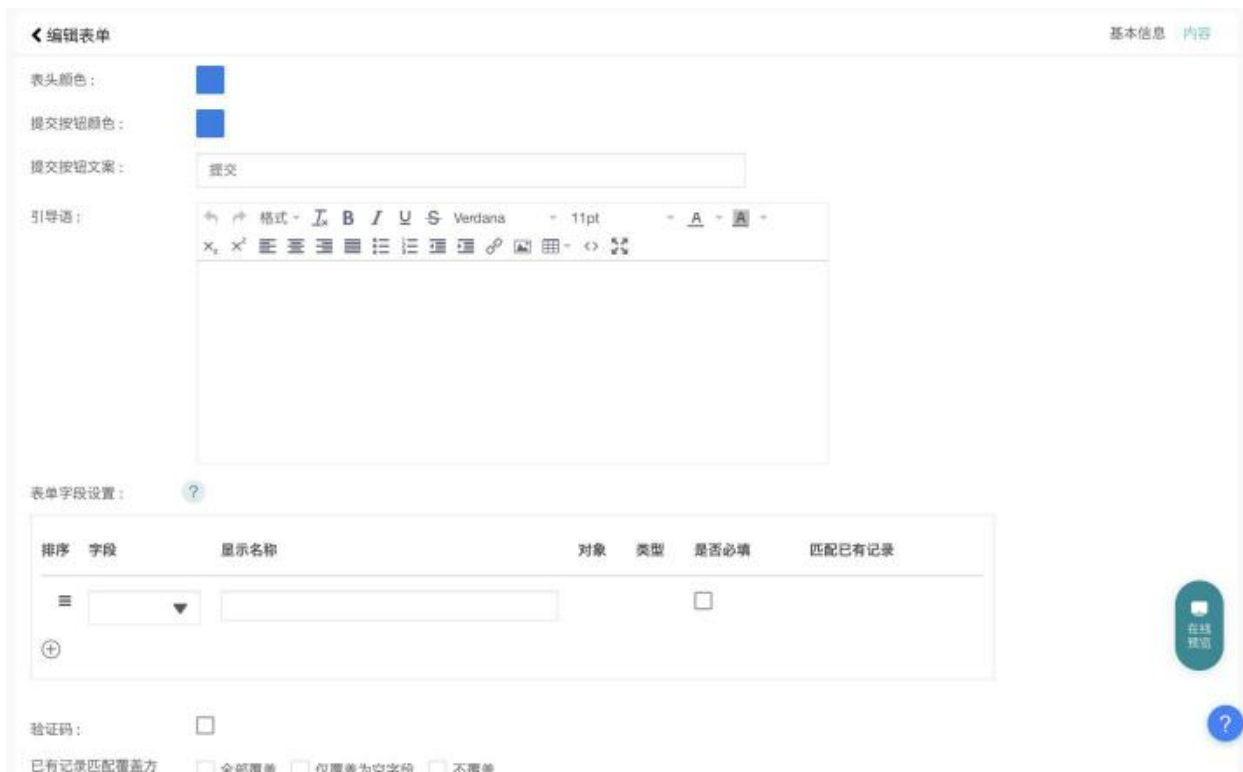 编辑表单
基本信息 内容
表头颜色：
提交按钮颜色：
提交按钮文案： 提交
引导语：
格式 B I U S Verdana 11pt A A
表单字段设置： ?
排序 字段 显示名称 对象 类型 是否必填 匹配已有记录
在线
预览
验证码：
?
已有记录匹配覆盖方 全部覆盖 仅覆盖为空字段 不覆盖